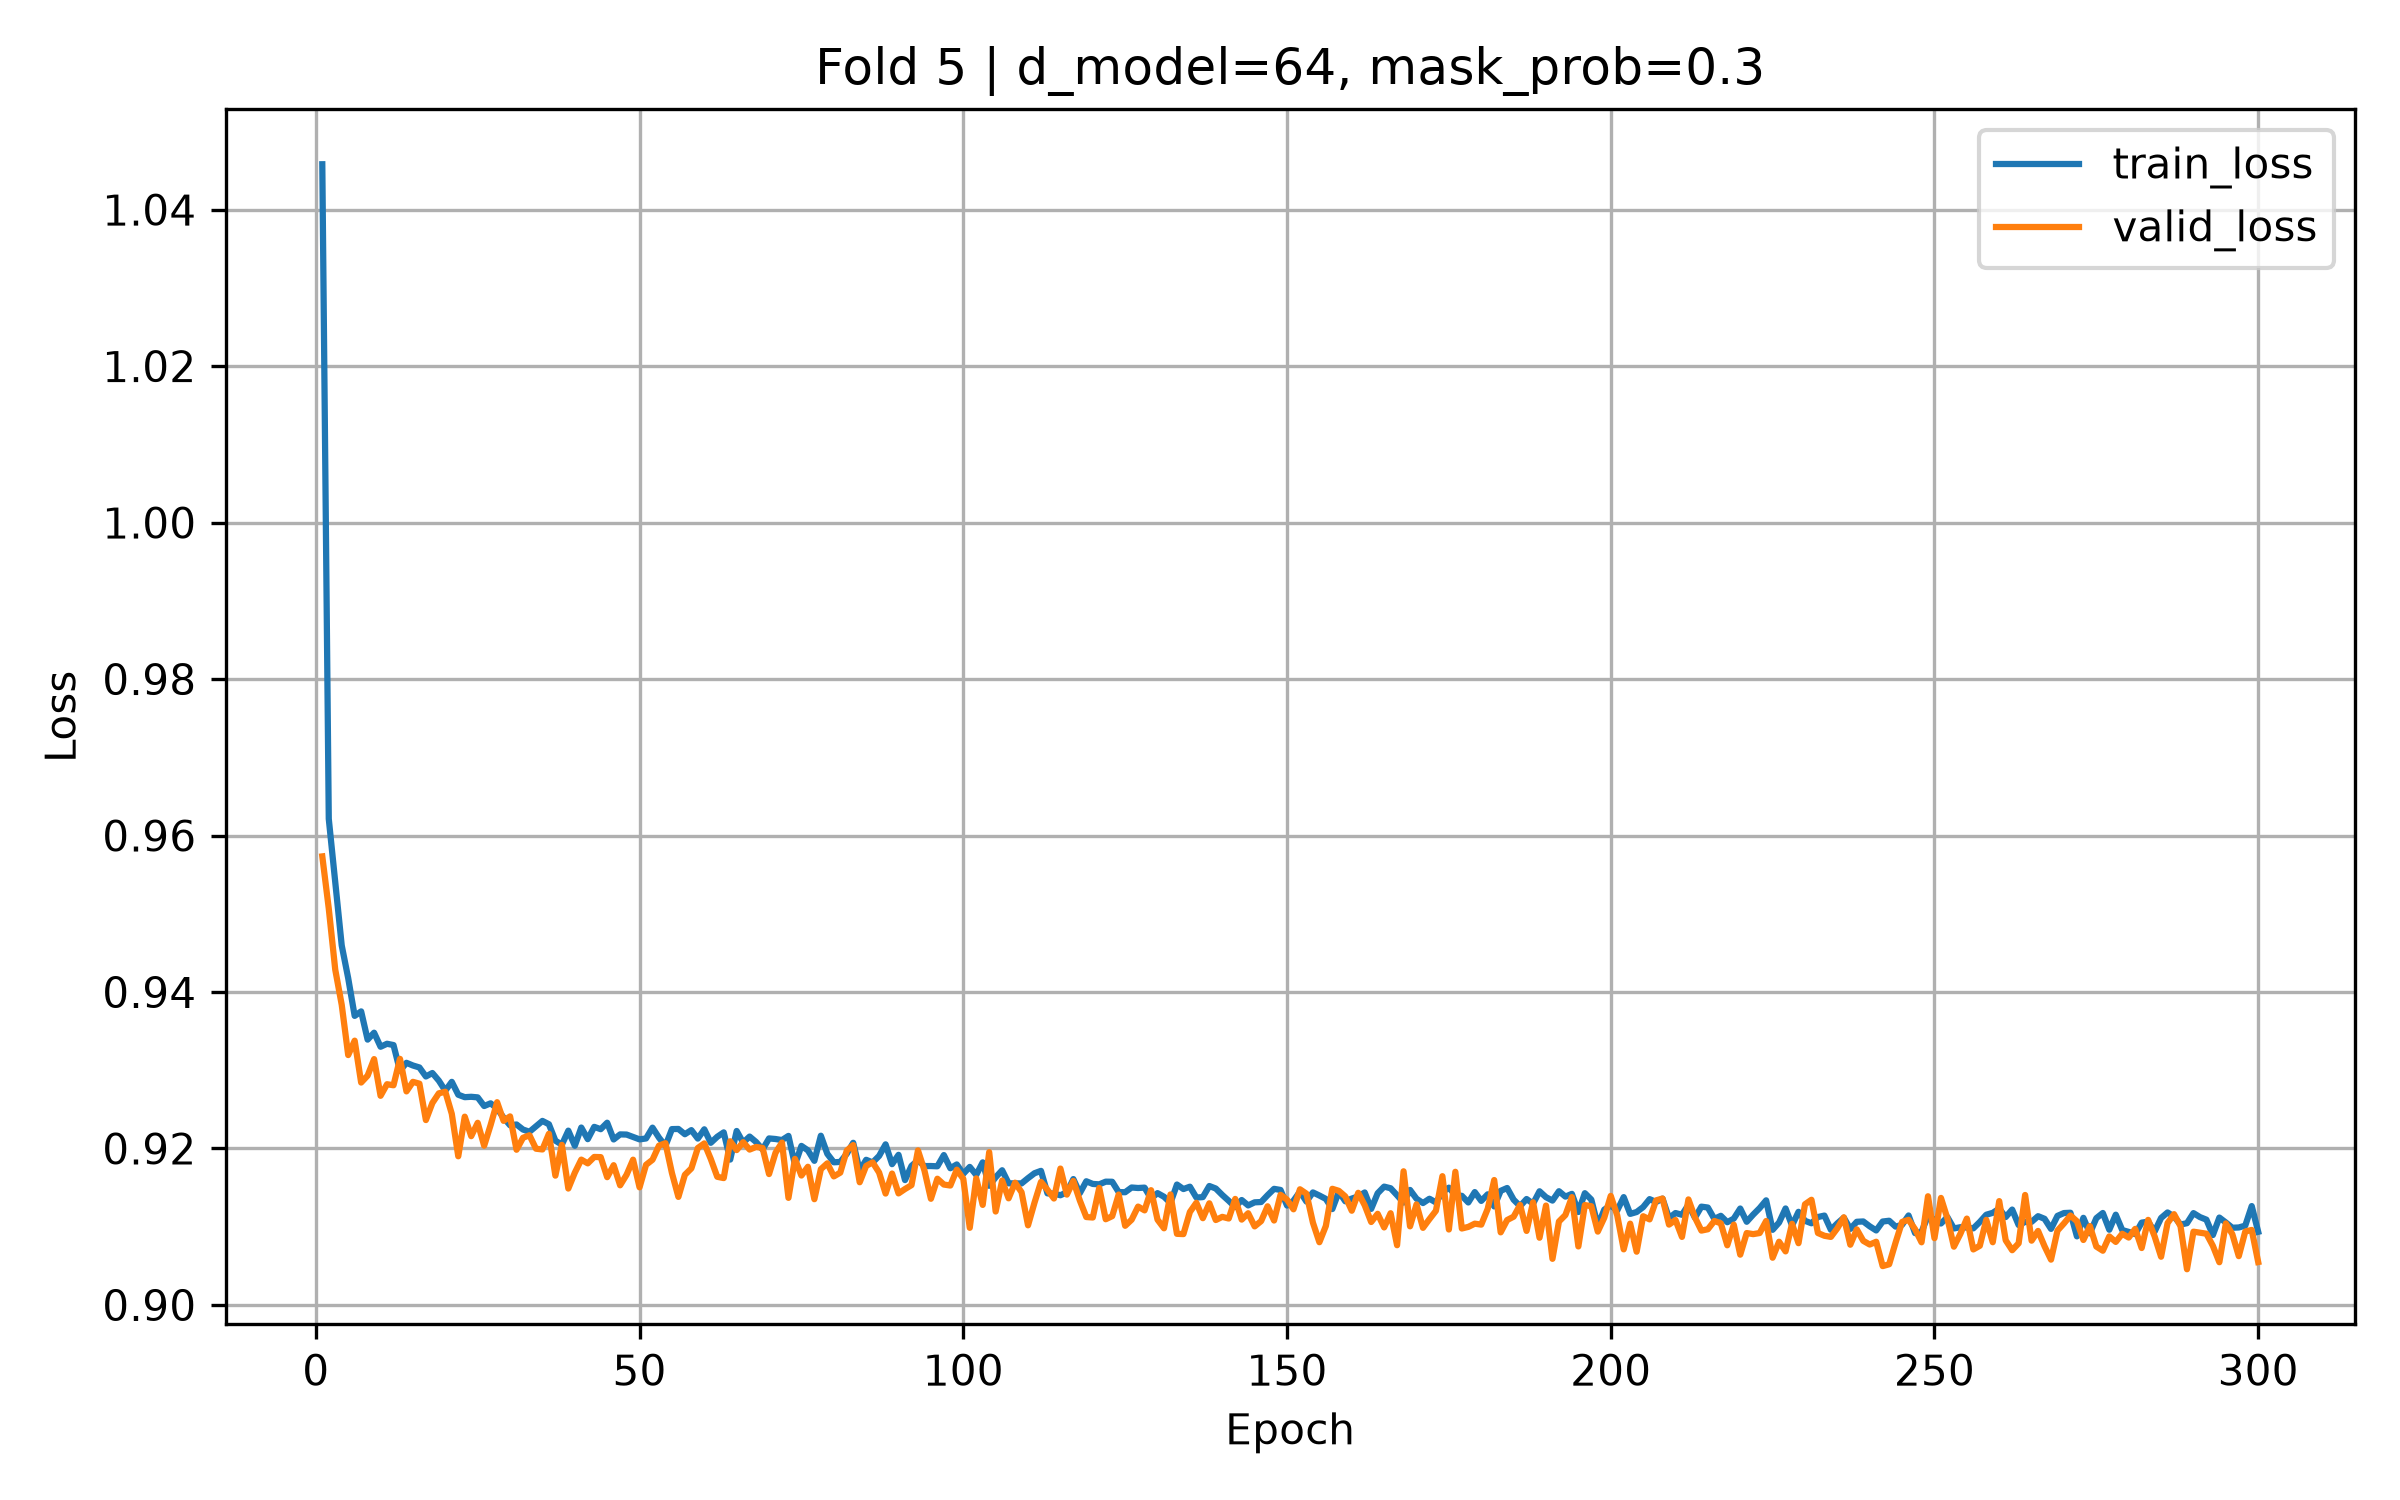 Fold 5 | d_model=64, mask_prob=0.3
train_loss
valid_loss
1.04
1.02
1.00
0.98
0.96
0.94
0.92
0.90
Loss
0 50 100 150 200 250 300
Epoch